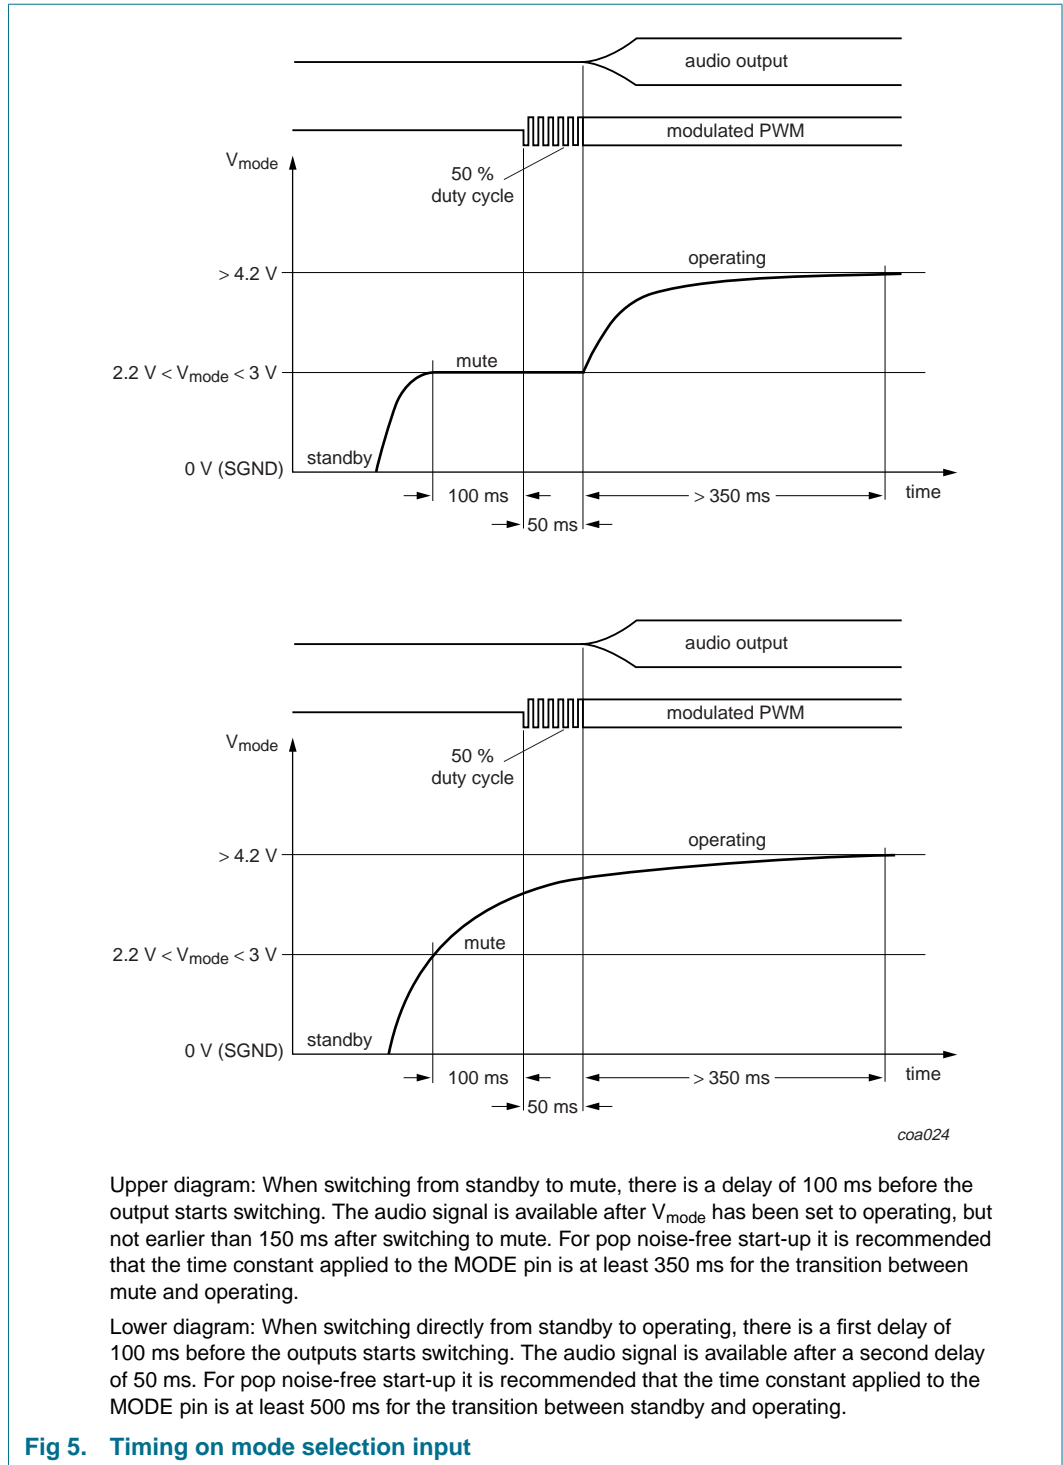 audio output
modulated PWM
Vmode
50 %
duty cycle
> 4.2 V
operating
2.2 V < Vmode < 3 V
mute
standby
0 V (SGND)
100 ms
> 350 ms
time
50 ms
audio output
modulated PWM
Vmode
50 %
duty cycle
> 4.2 V
operating
2.2 V < Vmode < 3 V
mute
standby
0 V (SGND)
100 ms
> 350 ms
time
50 ms
coa024
Upper diagram: When switching from standby to mute, there is a delay of 100 ms before the
output starts switching. The audio signal is available after Vmode has been set to operating, but
not earlier than 150 ms after switching to mute. For pop noise-free start-up it is recommended
that the time constant applied to the MODE pin is at least 350 ms for the transition between
mute and operating.
Lower diagram: When switching directly from standby to operating, there is a first delay of
100 ms before the outputs starts switching. The audio signal is available after a second delay
of 50 ms. For pop noise-free start-up it is recommended that the time constant applied to the
MODE pin is at least 500 ms for the transition between standby and operating.
Fig 5. Timing on mode selection input